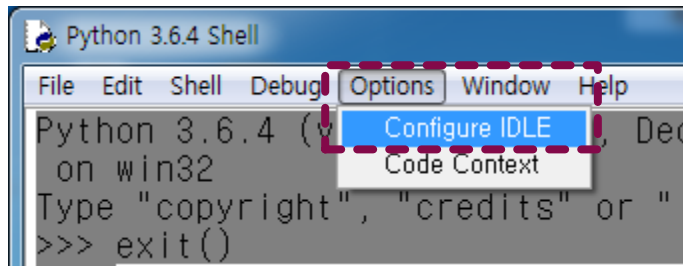 Python 3.6.4 Shell
File Edit Shell Debug Options Window Help
Configure IDLE
Code Context
Python 3.6.4 (v , Dec
on win32
Type "copyright", "credits" or "
>>> exit()